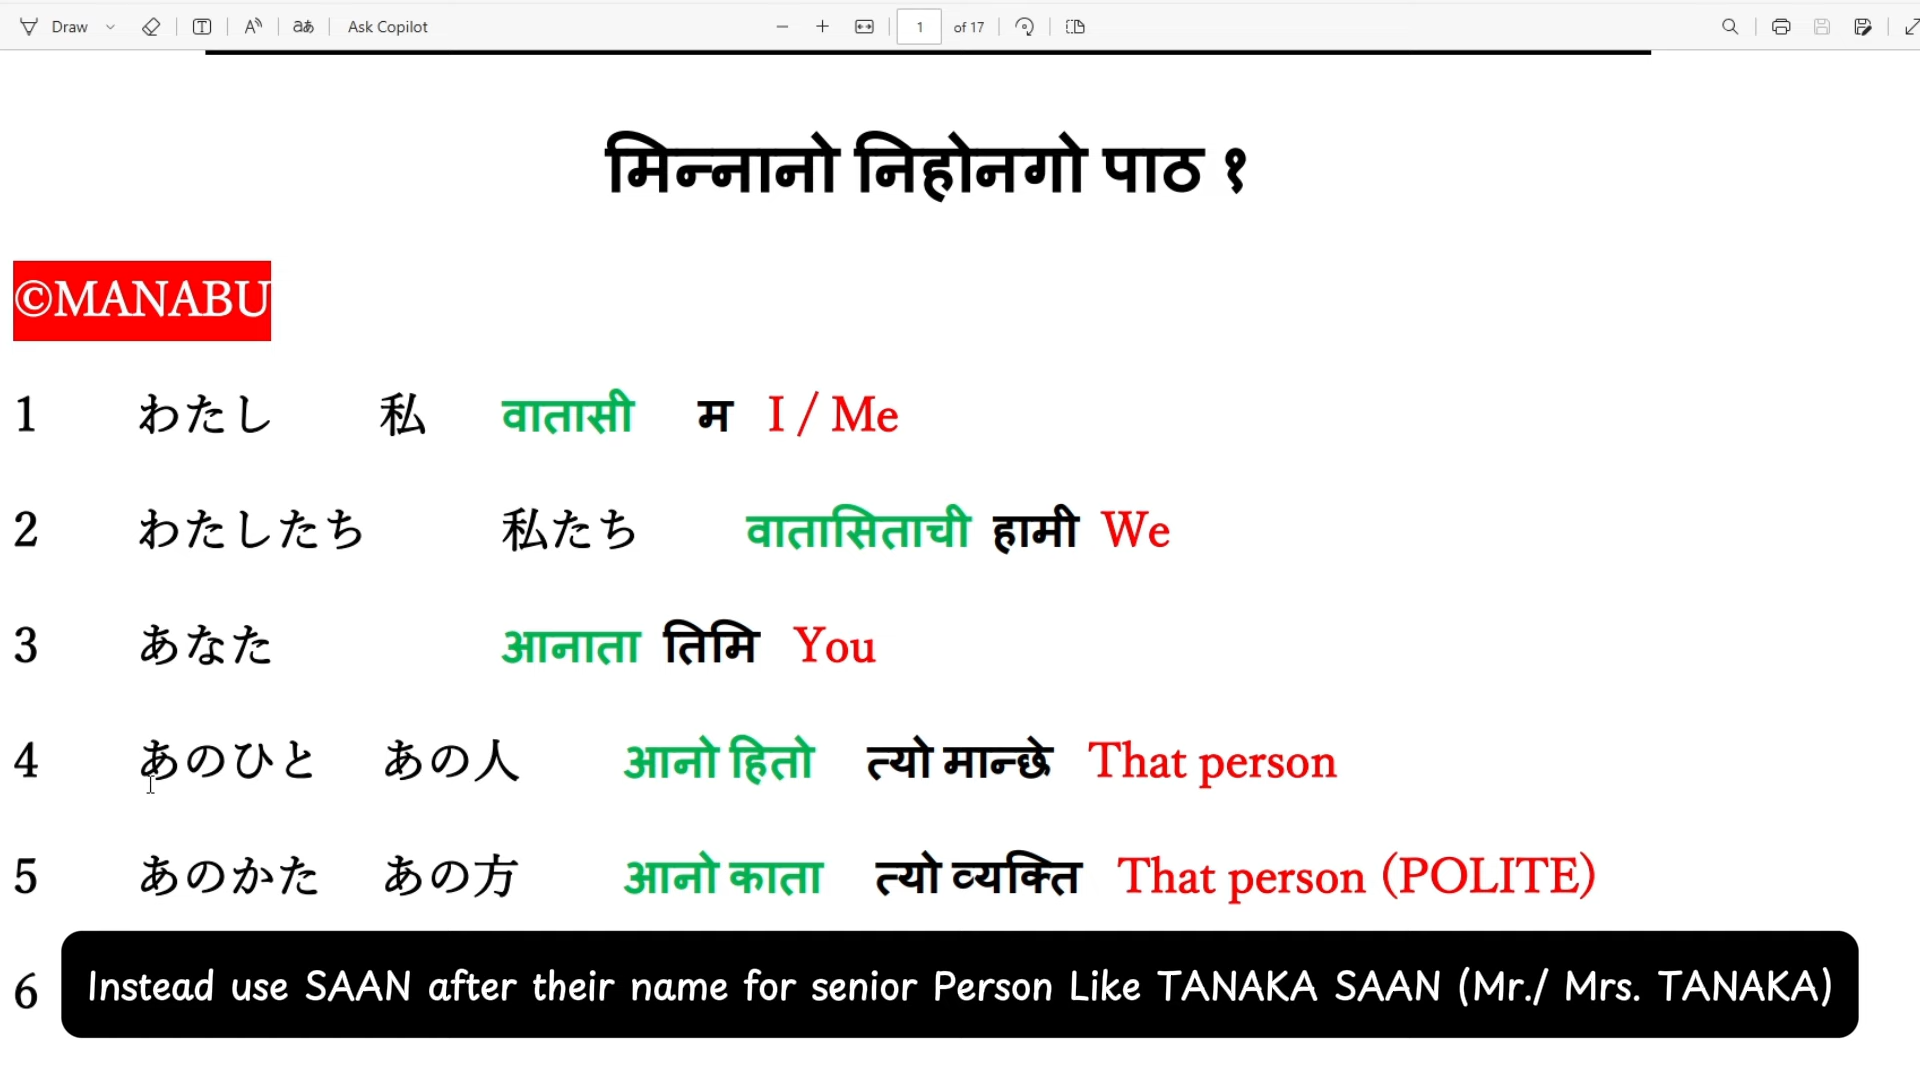 Draw Ask Copilot 1 of 17
मिन्नानो निहोनगो पाठ १
©MANABU
1 わたし 私 वातासी म I / Me
2 わたしたち 私たち वातासिताची हामी We
3 あなた आनाता तिमि You
4 あのひと あの人 आनो हितो त्यो मान्छे That person
5 あのかた あの方 आनो काता त्यो व्यक्ति That person (POLITE)
6
Instead use SAAN after their name for senior Person Like TANAKA SAAN (Mr./ Mrs. TANAKA)